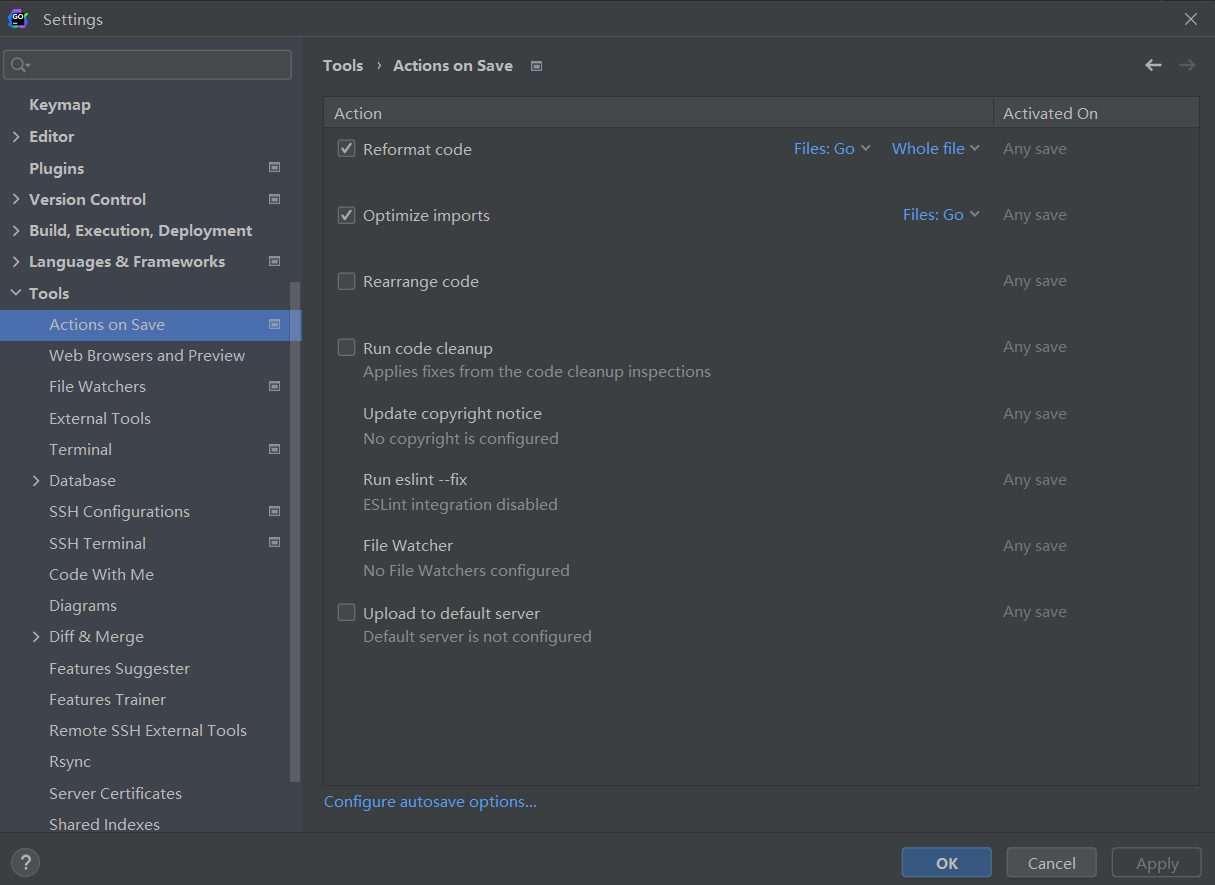 GO
Settings
Keymap
Editor
Plugins
Version Control
Build, Execution, Deployment
Languages & Frameworks
Tools
Actions on Save
Web Browsers and Preview
File Watchers
External Tools
Terminal
Database
SSH Configurations
SSH Terminal
Code With Me
Diagrams
Diff & Merge
Features Suggester
Features Trainer
Remote SSH External Tools
Rsync
Server Certificates
Shared Indexes
Tools › Actions on Save
Action Activated On
Reformat code Files: Go Whole file Any save
Optimize imports Files: Go Any save
Rearrange code Any save
Run code cleanup Any save
Applies fixes from the code cleanup inspections
Update copyright notice Any save
No copyright is configured
Run eslint --fix Any save
ESLint integration disabled
File Watcher Any save
No File Watchers configured
Upload to default server Any save
Default server is not configured
Configure autosave options...
? OK Cancel Apply